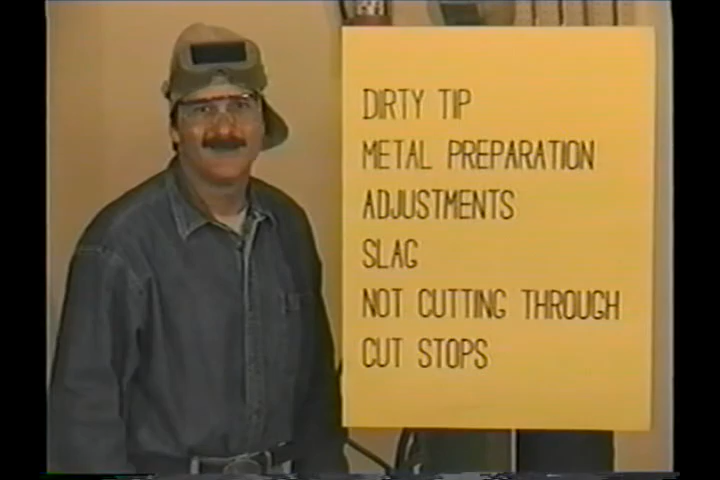 DIRTY TIP
METAL PREPARATION
ADJUSTMENTS
SLAG
NOT CUTTING THROUGH
CUT STOPS